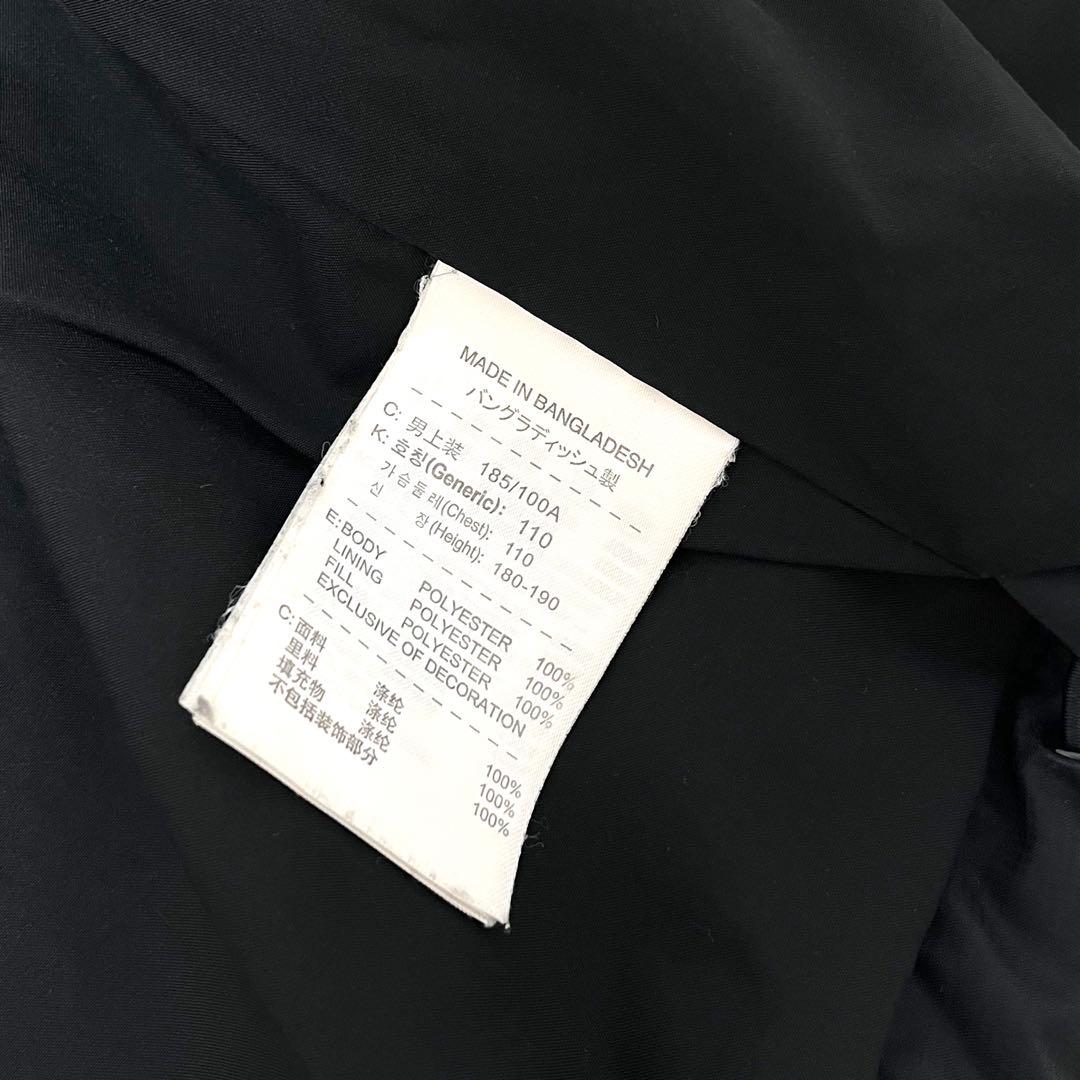 MADE IN BANGLADESH
バングラディッシュ製
C: 男上装 185/100A
K: 호칭(Generic): 110
가슴둘레(Chest): 110
신 장(Height): 180-190
E: BODY POLYESTER 100%
LINING POLYESTER 100%
FILL POLYESTER 100%
EXCLUSIVE OF DECORATION
C: 面料 涤纶 100%
里料 涤纶 100%
填充物 涤纶 100%
不包括装饰部分